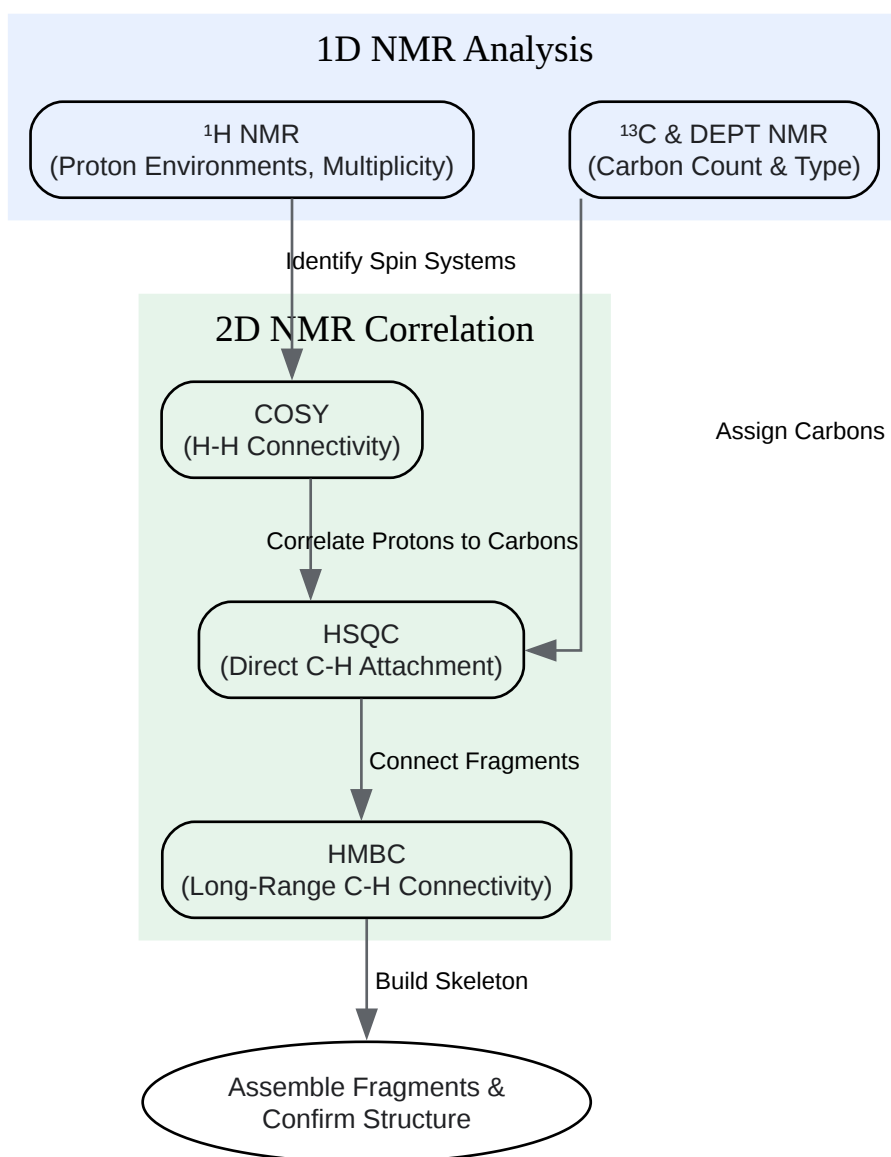 1D NMR Analysis
¹H NMR
(Proton Environments, Multiplicity)
¹³C & DEPT NMR
(Carbon Count & Type)
Identify Spin Systems
2D NMR Correlation
COSY
(H-H Connectivity)
Assign Carbons
Correlate Protons to Carbons
HSQC
(Direct C-H Attachment)
Connect Fragments
HMBC
(Long-Range C-H Connectivity)
Build Skeleton
Assemble Fragments &
Confirm Structure